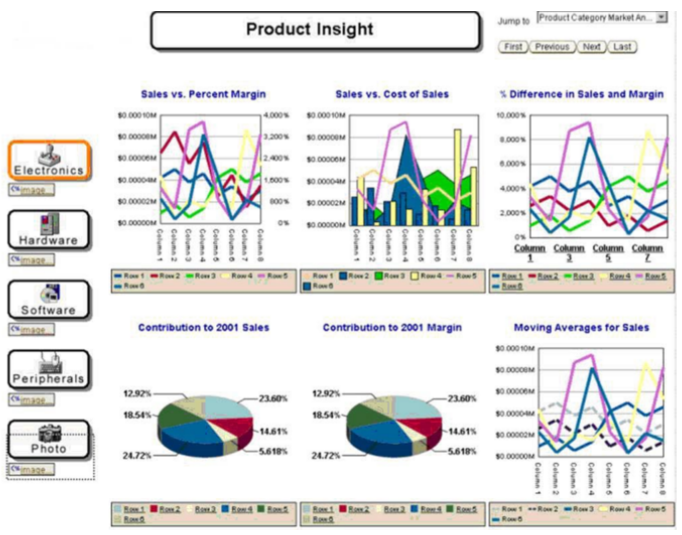 Product Insight
Jump to
Product Category Market An...
First Previous Next Last
Electronics
image
Hardware
image
Software
image
Peripherals
image
Photo
image
Sales vs. Percent Margin
$0.00010M
$0.00008M
$0.00006M
$0.00004M
$0.00002M
$0.00000M
4,000%
3,200%
2,400%
1,600%
800%
0%
Column 1
Column 2
Column 3
Column 4
Column 5
Column 6
Column 7
Column 8
Row 1 Row 2 Row 3 Row 4 Row 5
Row 6
Sales vs. Cost of Sales
$0.00010M
$0.00008M
$0.00006M
$0.00004M
$0.00002M
$0.00000M
Column 1
Column 2
Column 3
Column 4
Column 5
Column 6
Column 7
Column 8
Row 1 Row 2 Row 3 Row 4 Row 5
Row 6
% Difference in Sales and Margin
10,000%
8,000%
6,000%
4,000%
2,000%
0%
Column 1
Column 3
Column 5
Column 7
Row 1 Row 2 Row 3 Row 4 Row 5
Row 6
Contribution to 2001 Sales
12.92%
23.60%
18.54%
14.61%
24.72%
5.618%
Row 1 Row 2 Row 3 Row 4 Row 5
Row 6
Contribution to 2001 Margin
12.92%
23.60%
18.54%
14.61%
24.72%
5.618%
Row 1 Row 2 Row 3 Row 4 Row 5
Row 6
Moving Averages for Sales
$0.00010M
$0.00008M
$0.00006M
$0.00004M
$0.00002M
$0.00000M
Column 1
Column 2
Column 3
Column 4
Column 5
Column 6
Column 7
Column 8
Row 1 Row 2 Row 3 Row 4 Row 5
Row 6